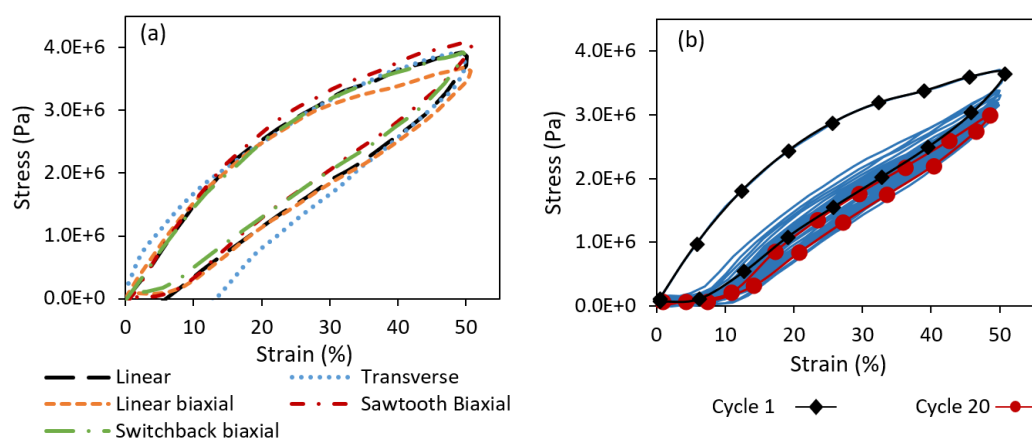 (a)
4.0E+6
3.0E+6
2.0E+6
1.0E+6
0.0E+0
Stress (Pa)
0 10 20 30 40 50
Strain (%)
Linear
Transverse
Linear biaxial
Sawtooth Biaxial
Switchback biaxial
(b)
4.0E+6
3.0E+6
2.0E+6
1.0E+6
0.0E+0
Stress (Pa)
0 10 20 30 40 50
Strain (%)
Cycle 1
Cycle 20